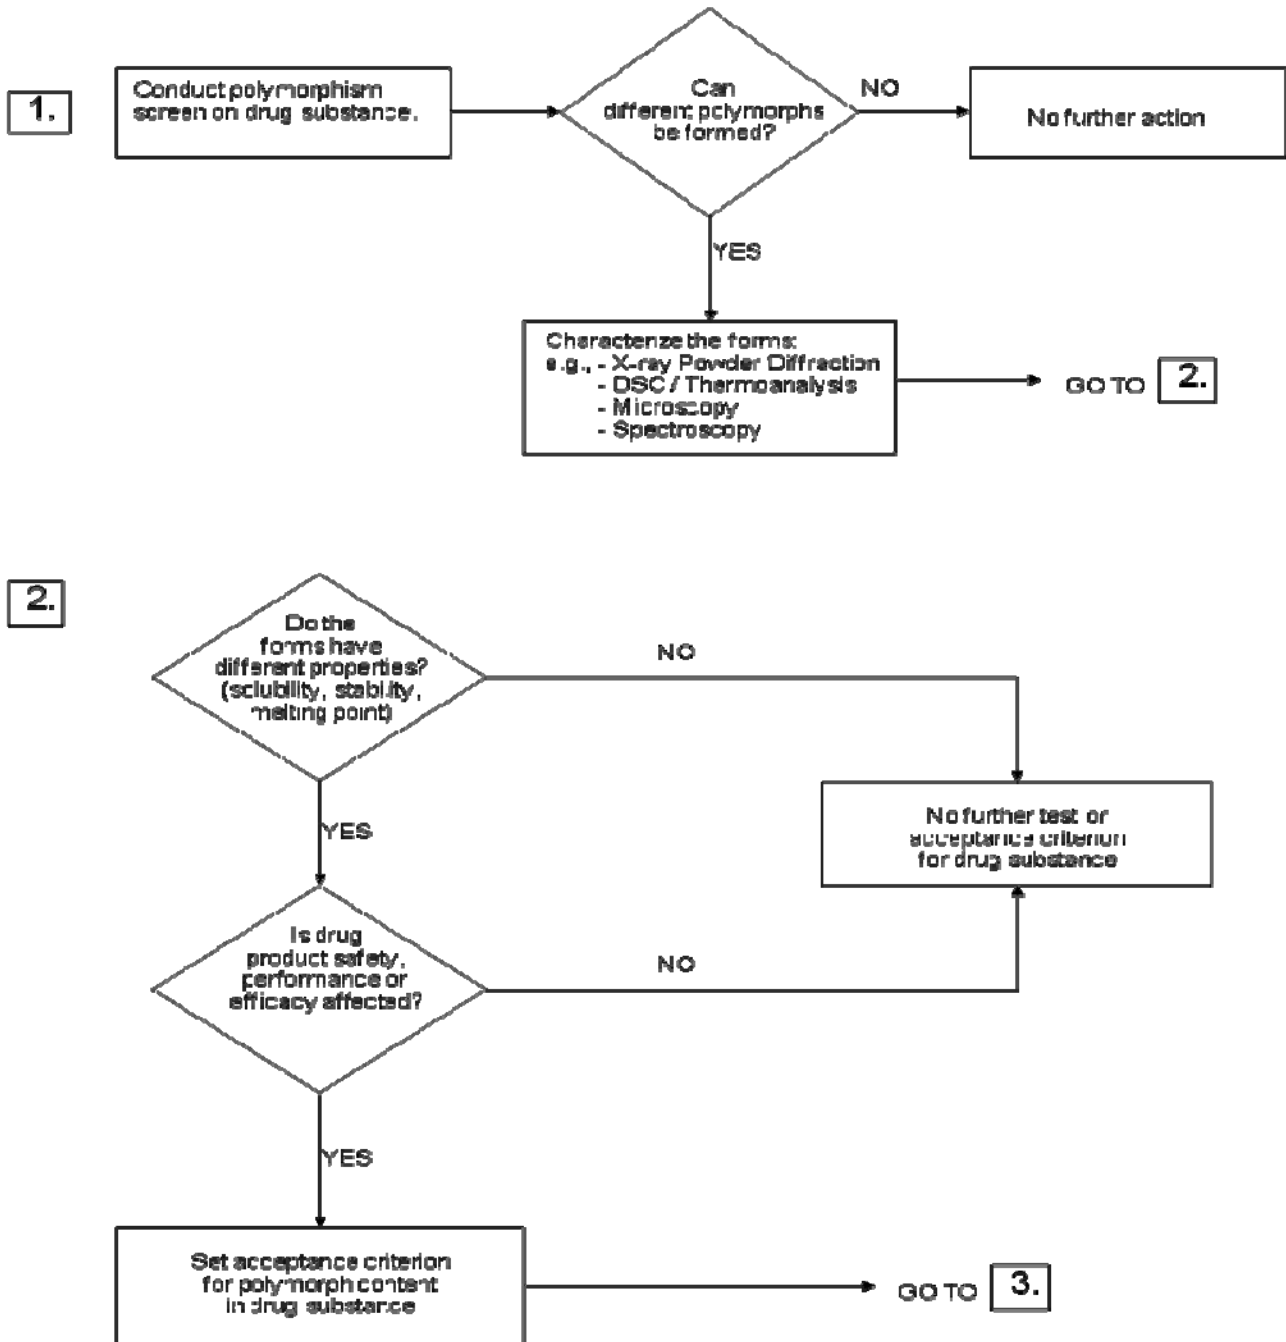 1.
Conduct polymorphism
screen on drug substance.
Can
different polymorphs
be formed?
NO
No further action
YES
Characterize the forms:
e.g., - X-ray Powder Diffraction
- DSC / Thermoanalysis
- Microscopy
- Spectroscopy
GO TO 2.
2.
Do the
forms have
different properties?
(solubility, stability,
melting point)
NO
No further test or
acceptance criterion
for drug substance
YES
Is drug
product safety,
performance or
efficacy affected?
NO
YES
Set acceptance criterion
for polymorph content
in drug substance
GO TO 3.